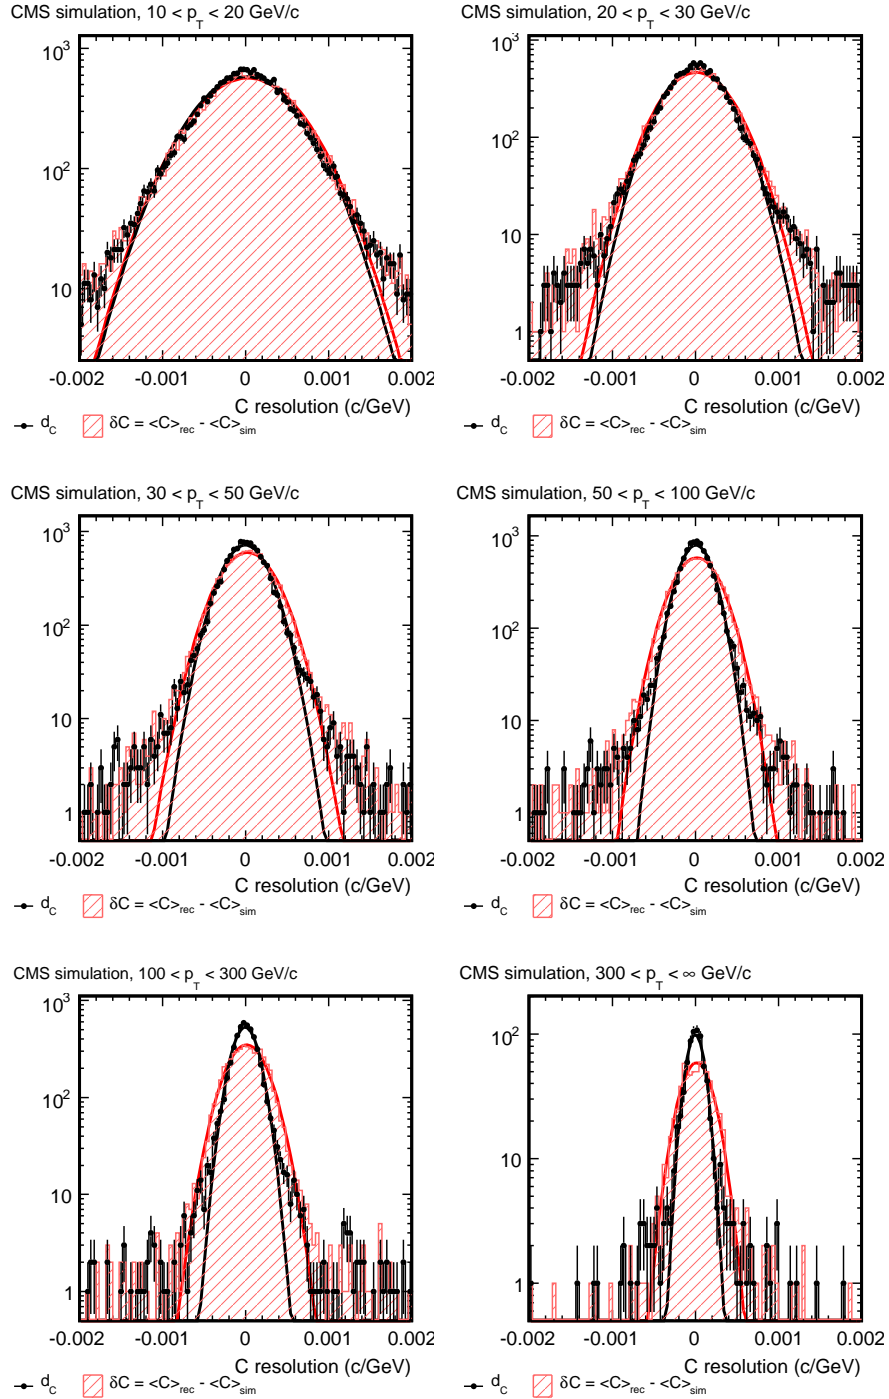 CMS simulation, 10 < p_T < 20 GeV/c
10³
10²
10
-0.002 -0.001 0 0.001 0.002
C resolution (c/GeV)
d_C δC = <C>_rec - <C>_sim
CMS simulation, 20 < p_T < 30 GeV/c
10³
10²
10
1
-0.002 -0.001 0 0.001 0.002
C resolution (c/GeV)
d_C δC = <C>_rec - <C>_sim
CMS simulation, 30 < p_T < 50 GeV/c
10³
10²
10
1
-0.002 -0.001 0 0.001 0.002
C resolution (c/GeV)
d_C δC = <C>_rec - <C>_sim
CMS simulation, 50 < p_T < 100 GeV/c
10³
10²
10
1
-0.002 -0.001 0 0.001 0.002
C resolution (c/GeV)
d_C δC = <C>_rec - <C>_sim
CMS simulation, 100 < p_T < 300 GeV/c
10³
10²
10
1
-0.002 -0.001 0 0.001 0.002
C resolution (c/GeV)
d_C δC = <C>_rec - <C>_sim
CMS simulation, 300 < p_T < ∞ GeV/c
10²
10
1
-0.002 -0.001 0 0.001 0.002
C resolution (c/GeV)
d_C δC = <C>_rec - <C>_sim